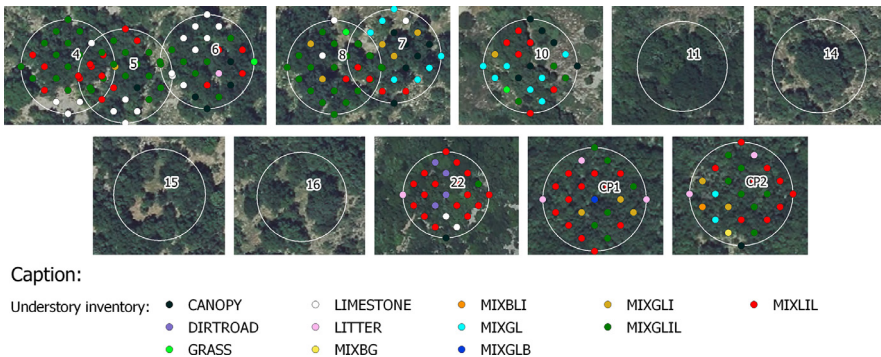 4
5
6
8
7
10
11
14
15
16
22
CP1
CP2
Caption:
Understory inventory: CANOPY LIMESTONE MIXBLI MIXGLI MIXLIL
DIRTROAD LITTER MIXGL MIXGLIL
GRASS MIXBG MIXGLB